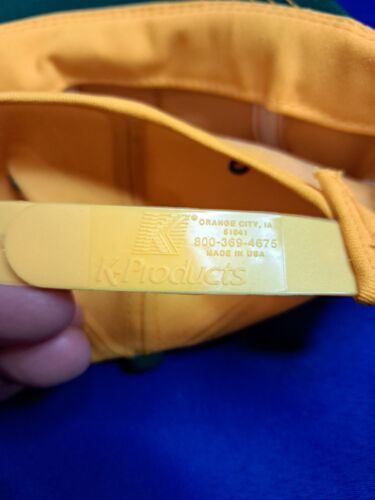 K®
ORANGE CITY, IA
51041
800-369-4675
MADE IN USA
K-Products